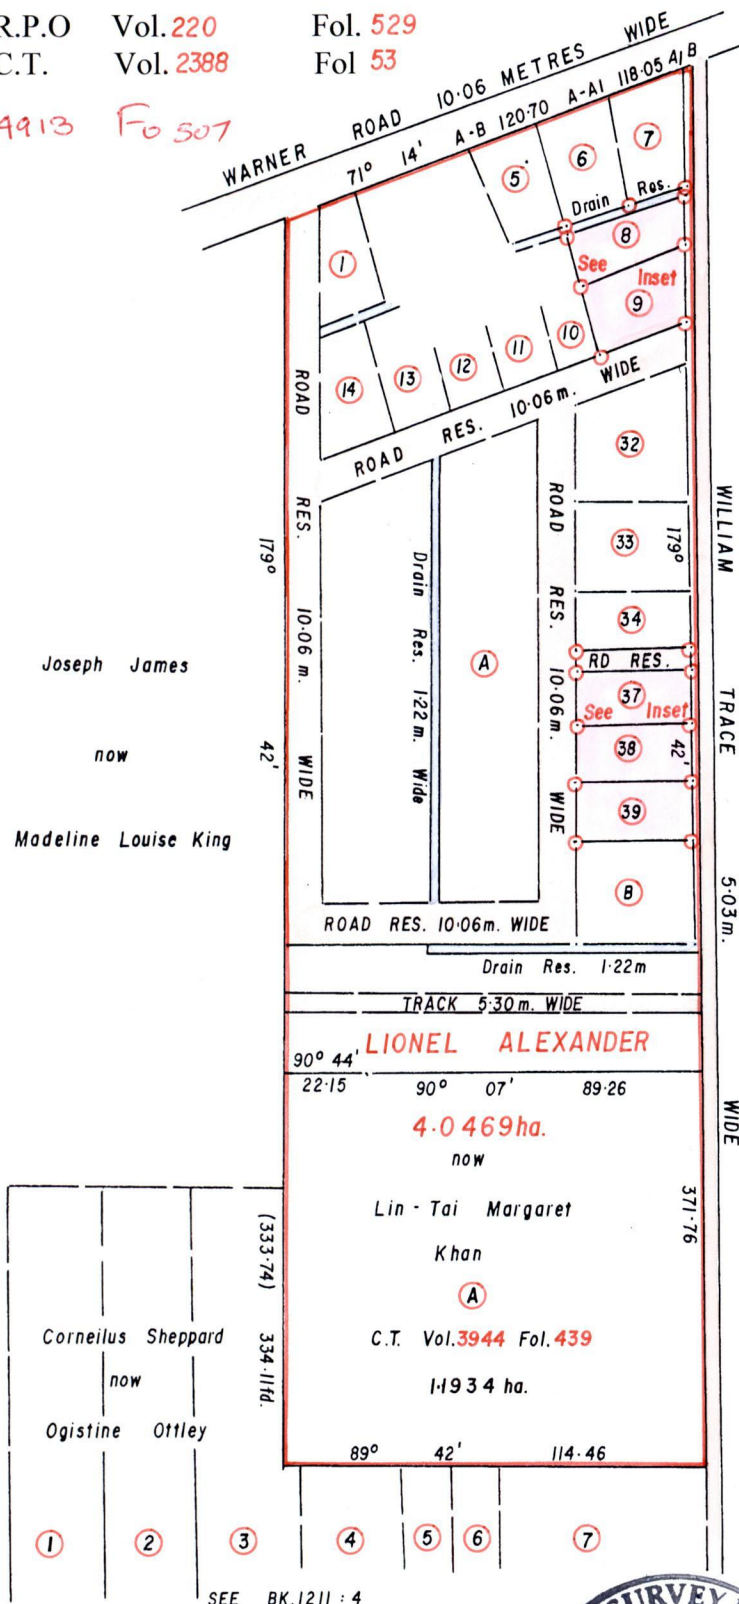 R.P.O Vol. 220 Fol. 529
C.T. Vol. 2388 Fol 53
4913 Fo 507
WARNER ROAD 10·06 METRES WIDE
71° 14' A-B 120·70 A-A1 118·05 A1 B
5
6
7
Drain Res.
1
8
See Inset
9
10
11
12
13
14
ROAD RES. 10·06 m. WIDE
ROAD RES. 10·06 m. WIDE
179° 42'
Drain Res. 1·22 m. Wide
A
ROAD RES. 10·06 m. WIDE
32
33
179° 42'
34
RD RES.
37
See Inset
38
39
B
WILLIAM TRACE 5·03 m. WIDE
Joseph James
now
Madeline Louise King
ROAD RES. 10·06 m. WIDE
Drain Res. 1·22m
TRACK 5·30 m. WIDE
LIONEL ALEXANDER
90° 44'
22·15 90° 07' 89·26
4·0469 ha.
now
Lin - Tai Margaret
Khan
A
C.T. Vol. 3944 Fol. 439
1·1934 ha.
371·76
(333·74) 334·11fd.
Corneilus Sheppard
now
Ogistine Ottley
89° 42' 114·46
1 2 3 4 5 6 7
SEE BK. 1211 : 4
SURVEY